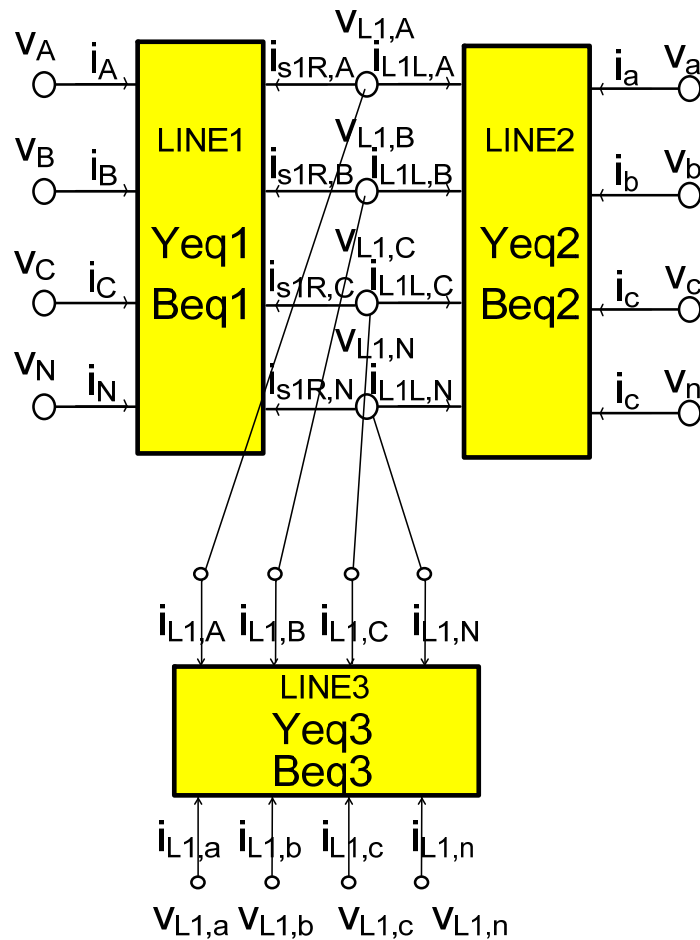 vL1,A
vA iA is1R,A iL1L,A ia va
vL1,B
vB iB LINE1 is1R,B iL1L,B LINE2 ib vb
vL1,C
Yeq1 Yeq2
vC iC Beq1 is1R,C iL1L,C Beq2 ic vc
vL1,N
vN iN is1R,N iL1L,N ic vn
iL1,A iL1,B iL1,C iL1,N
LINE3
Yeq3
Beq3
iL1,a iL1,b iL1,c iL1,n
vL1,a vL1,b vL1,c vL1,n